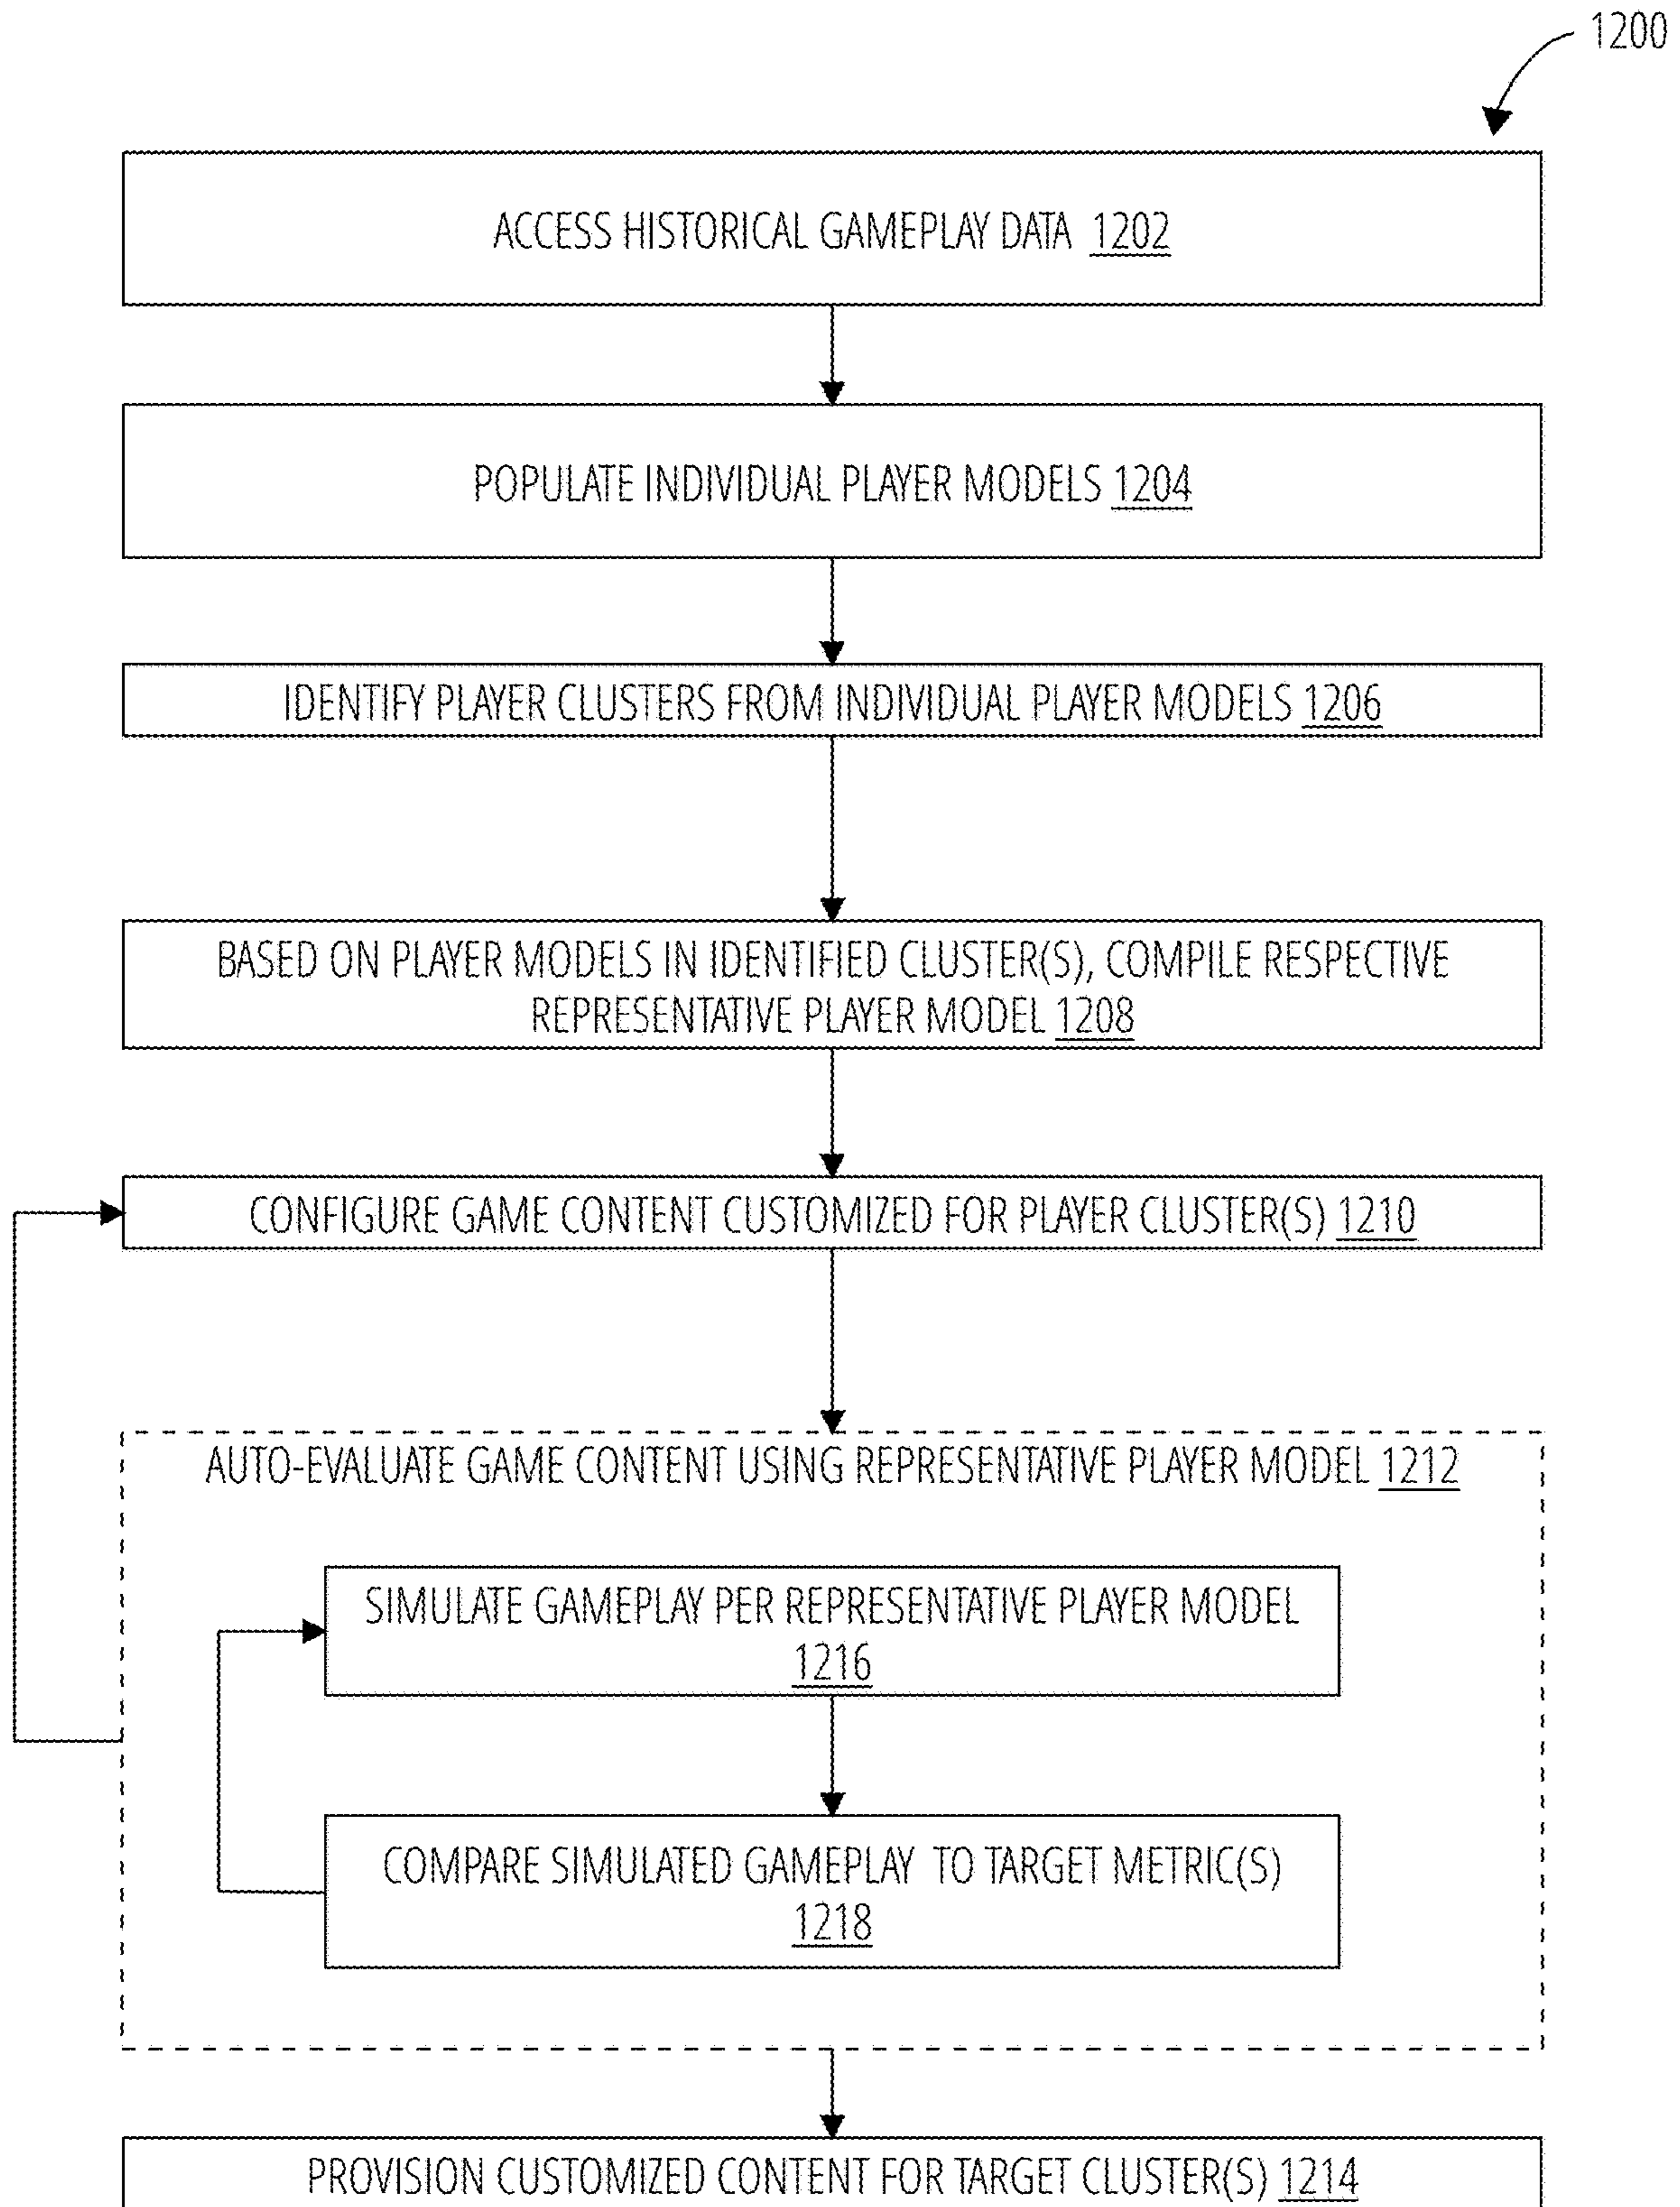 1200
ACCESS HISTORICAL GAMEPLAY DATA 1202
POPULATE INDIVIDUAL PLAYER MODELS 1204
IDENTIFY PLAYER CLUSTERS FROM INDIVIDUAL PLAYER MODELS 1206
BASED ON PLAYER MODELS IN IDENTIFIED CLUSTER(S), COMPILE RESPECTIVE
REPRESENTATIVE PLAYER MODEL 1208
CONFIGURE GAME CONTENT CUSTOMIZED FOR PLAYER CLUSTER(S) 1210
AUTO-EVALUATE GAME CONTENT USING REPRESENTATIVE PLAYER MODEL 1212
SIMULATE GAMEPLAY PER REPRESENTATIVE PLAYER MODEL
1216
COMPARE SIMULATED GAMEPLAY TO TARGET METRIC(S)
1218
PROVISION CUSTOMIZED CONTENT FOR TARGET CLUSTER(S) 1214